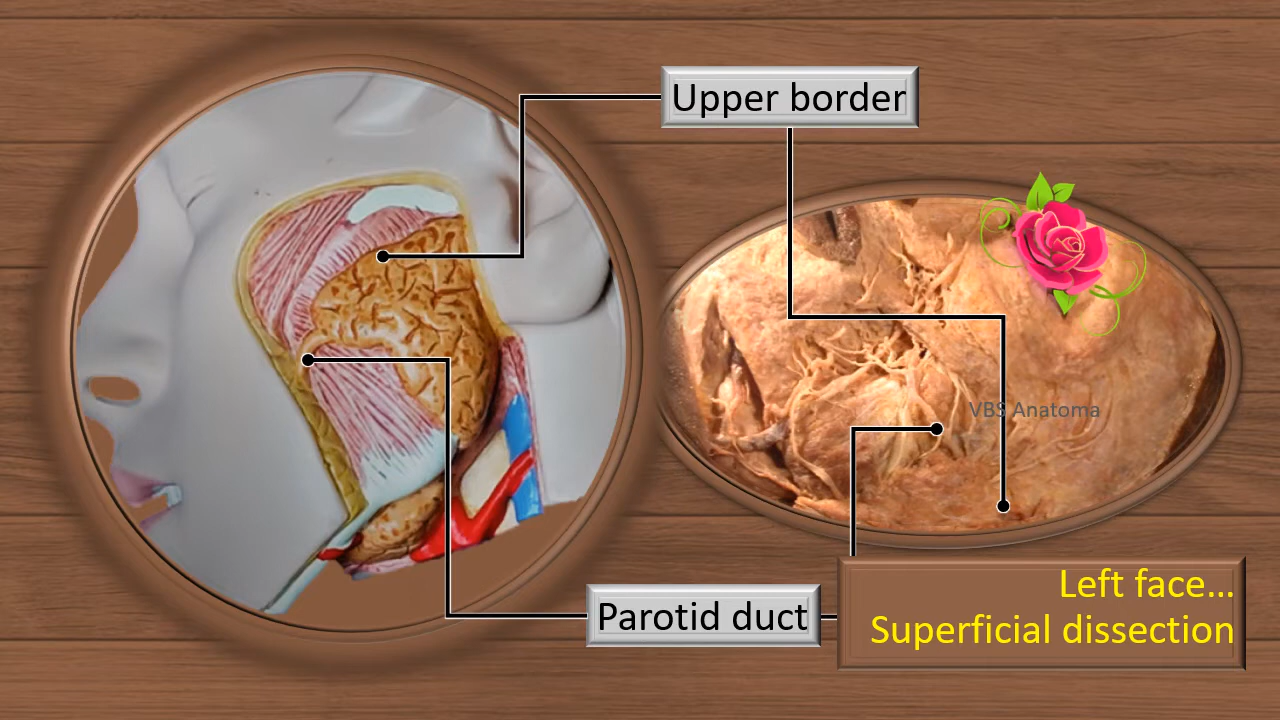 Upper border
VBS Anatoma
Parotid duct
Left face...
Superficial dissection